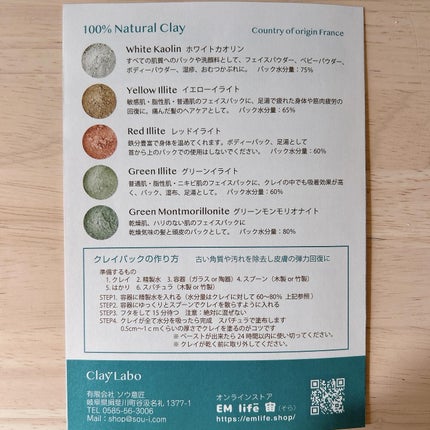 100% Natural Clay
Country of origin France
White Kaolin ホワイトカオリン
すべての肌質へのパックや洗顔料として、フェイスパウダー、ベビーパウダー、
ボディーパウダー、湿疹、おむつかぶれに。 パック水分量：75%
Yellow Illite イエローイライト
敏感肌・脂性肌・普通肌のフェイスパックに、足湯で疲れた身体や筋肉疲労の
回復に。痛んだ髪のヘアケアとして。 パック水分量：65%
Red Illite レッドイライト
鉄分豊富で身体を温めてくれます。ボディーパック、足湯として
首から上のパックでの使用はしないでください。 パック水分量：60%
Green Illite グリーンイライト
普通肌・脂性肌・ニキビ肌のフェイスパックに、クレイの中でも吸着効果が高
く、パック、湿布、足湯として。 パック水分量：60%
Green Montmorillonite グリーンモンモリオナイト
乾燥肌、ハリのない肌のフェイスパックに
乾燥気味の髪と頭皮のパックとして。 パック水分量：80%
クレイパックの作り方 古い角質や汚れを除去し皮膚の弾力回復に
準備するもの
1. クレイ 2. 精製水 3. 容器（ガラス or 陶器）4. スプーン（木製 or 竹製）
5. はかり 6. スパチュラ（木製 or 竹製）
STEP1. 容器に精製水を入れる（水分量はクレイに対して 60〜80% 上記参照）
STEP2. 容器にゆっくりとスプーンでクレイを散らすように入れる
STEP3. フタをして 15分待つ 注意：絶対に混ぜない
STEP4. クレイが全て水分を吸ったら完成 スパチュラで塗布します
0.5cm〜1cmくらいの厚さでクレイを塗るのがコツです
※ ペーストが出来たら 24時間以内に使い切ってください。
※ クレイが乾く前に取り外してください。
Clay Labo
有限会社 ソウ意匠
岐阜県揖斐川町谷汲名礼 1377-1
TEL 0585-66-3006
Mail : shop@sou-i.com
オンラインストア
EM life 宙（そら）
https://emlife.shop/